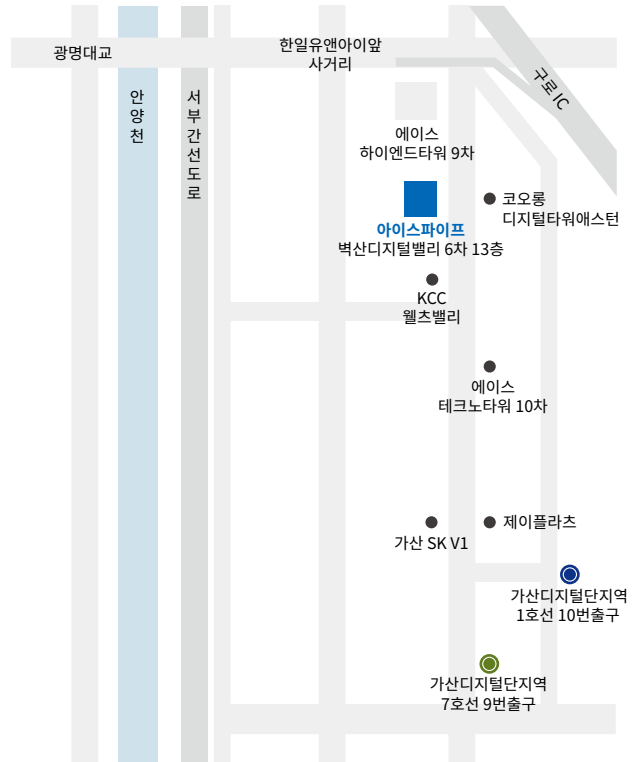 광명대교
한일유앤아이앞
사거리
구로 IC
안양천
서부간선도로
에이스
하이엔드타워 9차
코오롱
디지털타워애스턴
아이스파이프
벽산디지털밸리 6차 13층
KCC
웰츠밸리
에이스
테크노타워 10차
가산 SK V1
제이플라츠
가산디지털단지역
1호선 10번출구
가산디지털단지역
7호선 9번출구